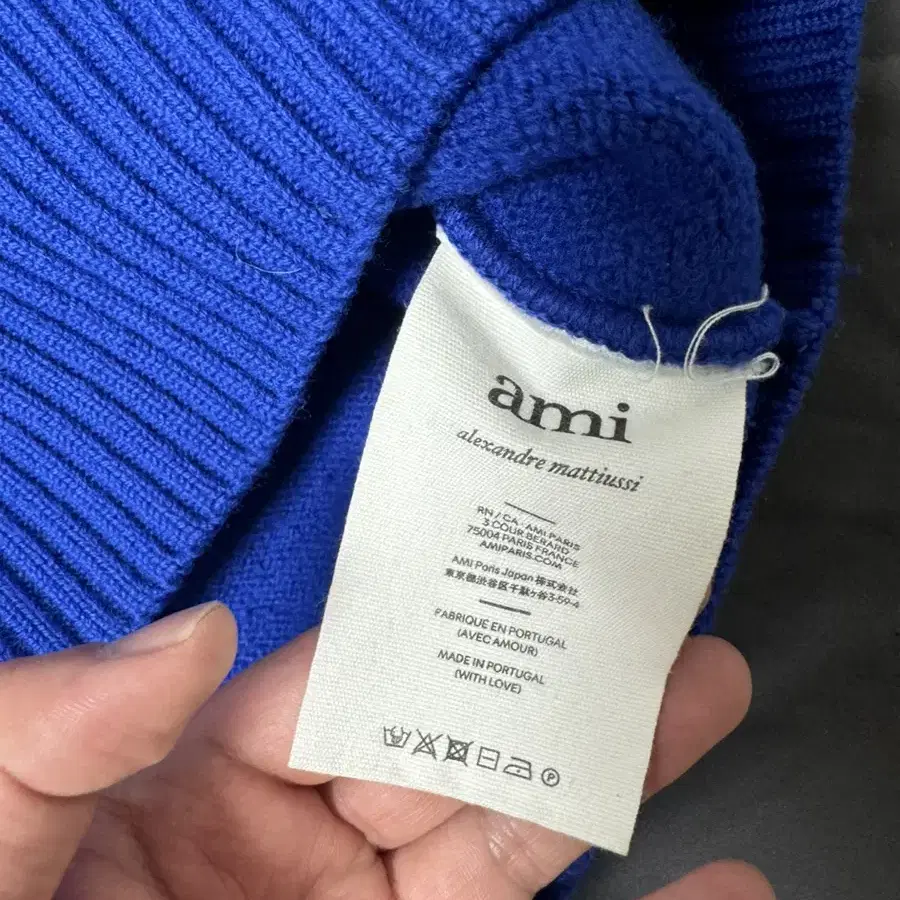 ami
alexandre mattiussi
RN / CA : AMI PARIS
3 COUR BERARD
75004 PARIS FRANCE
AMIPARIS.COM
AMI Paris Japan 株式会社
東京都渋谷区千駄ヶ谷3-59-4
FABRIQUE EN PORTUGAL
(AVEC AMOUR)
MADE IN PORTUGAL
(WITH LOVE)
P